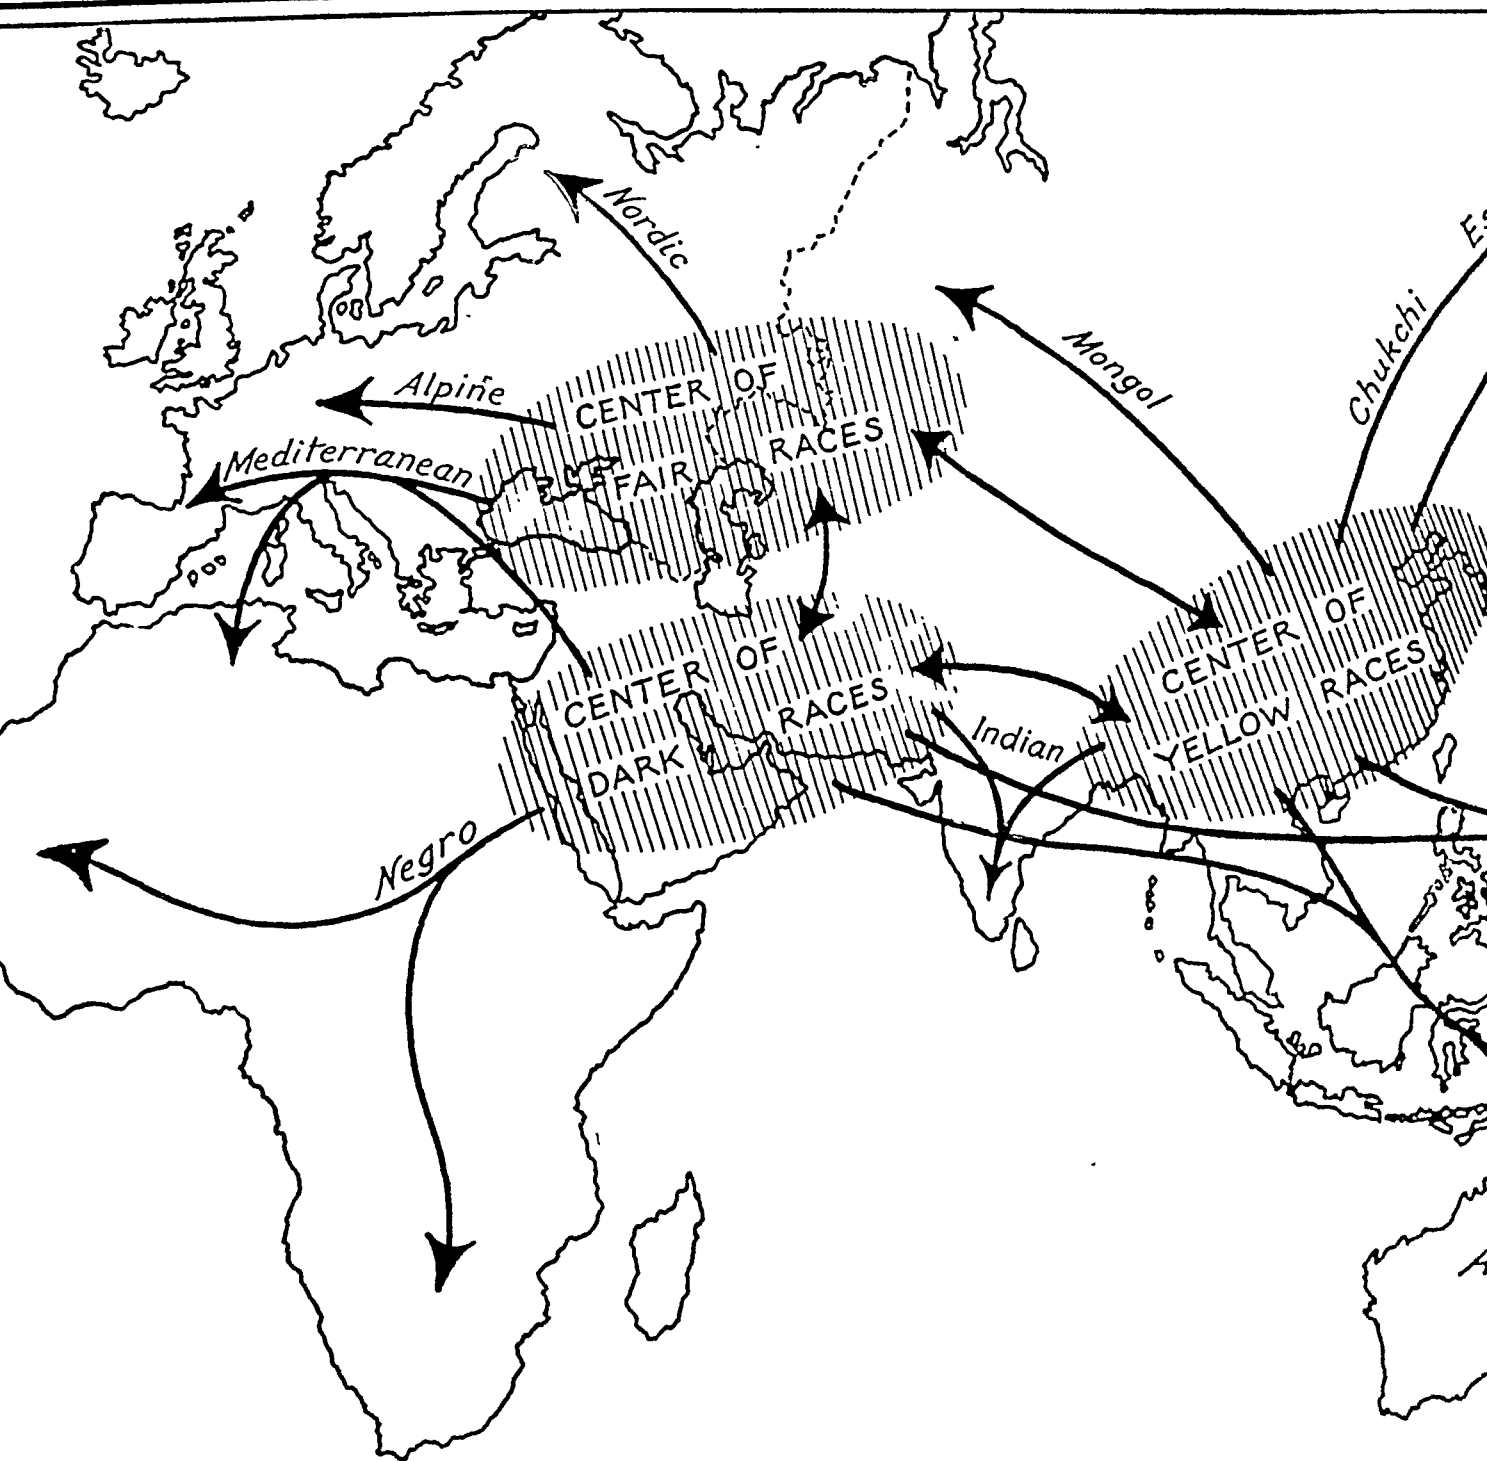 Nordic
Alpine
Mediterranean
CENTER OF
FAIR RACES
Mongol
Chukchi
Es
CENTER OF
DARK RACES
CENTER OF
YELLOW RACES
Indian
Negro
A